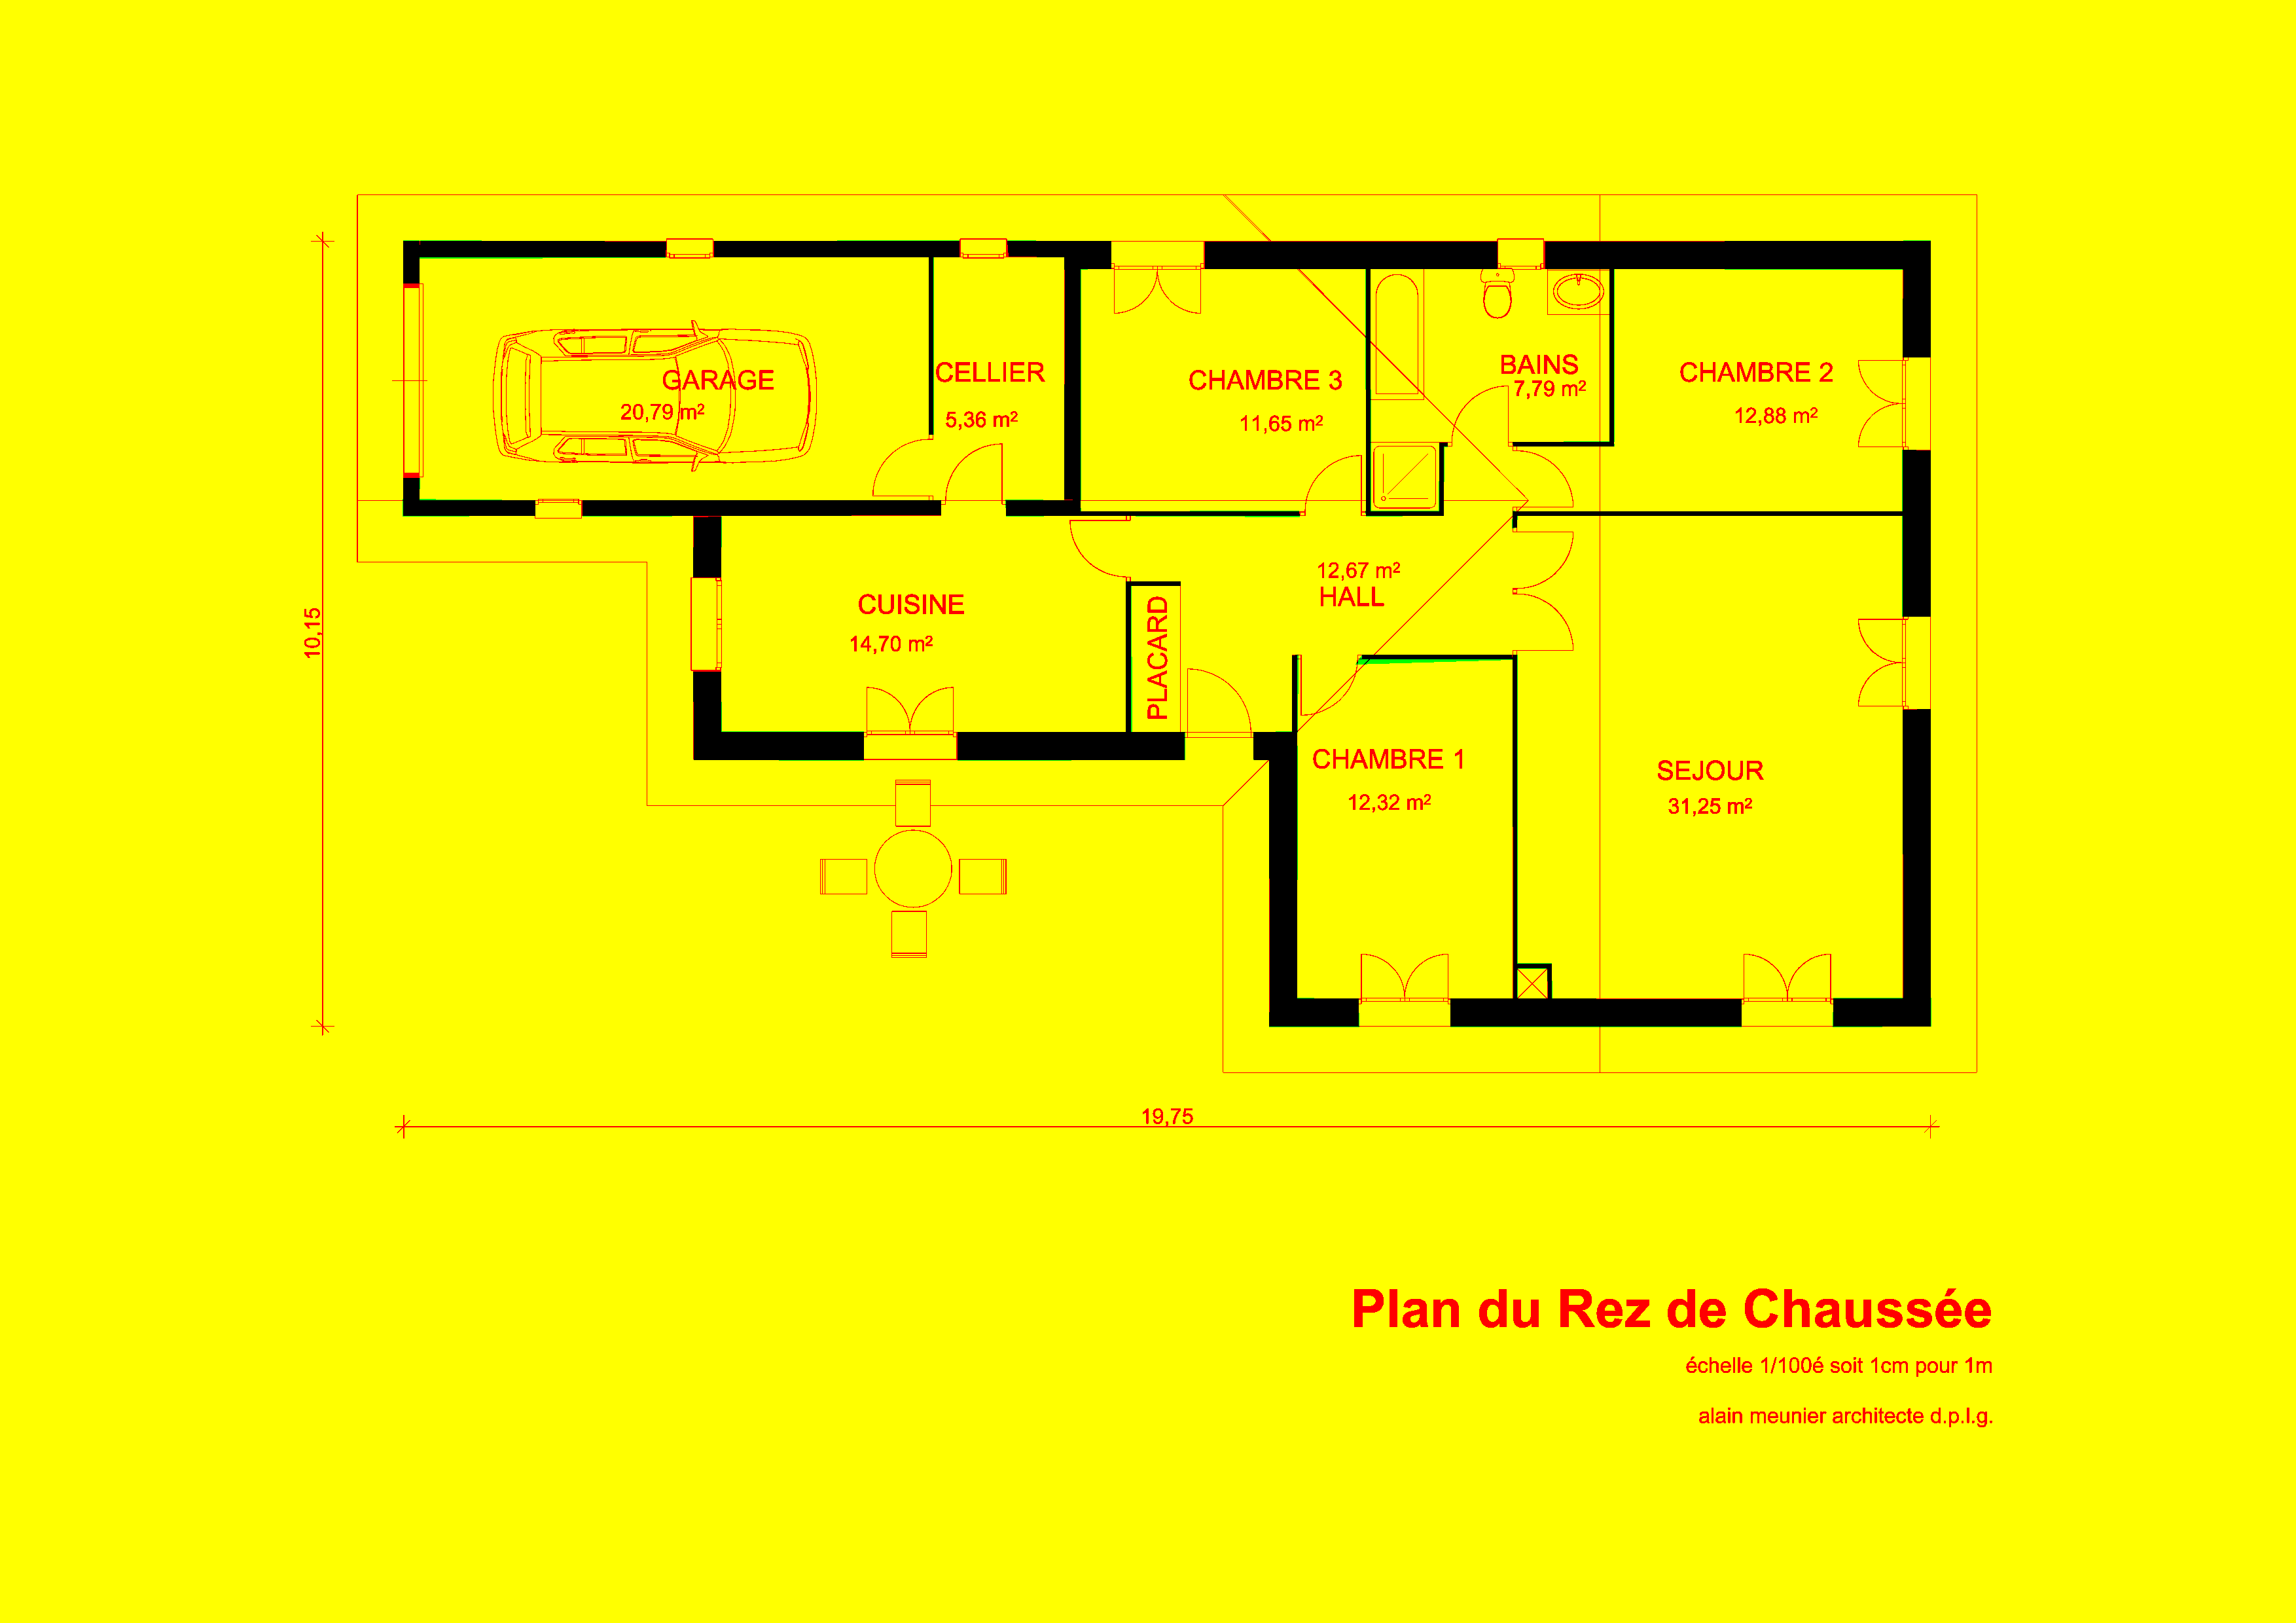 GARAGE
20,79 m²
CELLIER
5,36 m²
CHAMBRE 3
11,65 m²
BAINS
7,79 m²
CHAMBRE 2
12,88 m²
10,15
CUISINE
14,70 m²
PLACARD
12,67 m²
HALL
CHAMBRE 1
12,32 m²
SEJOUR
31,25 m²
19,75
Plan du Rez de Chaussée
échelle 1/100é soit 1cm pour 1m
alain meunier architecte d.p.l.g.